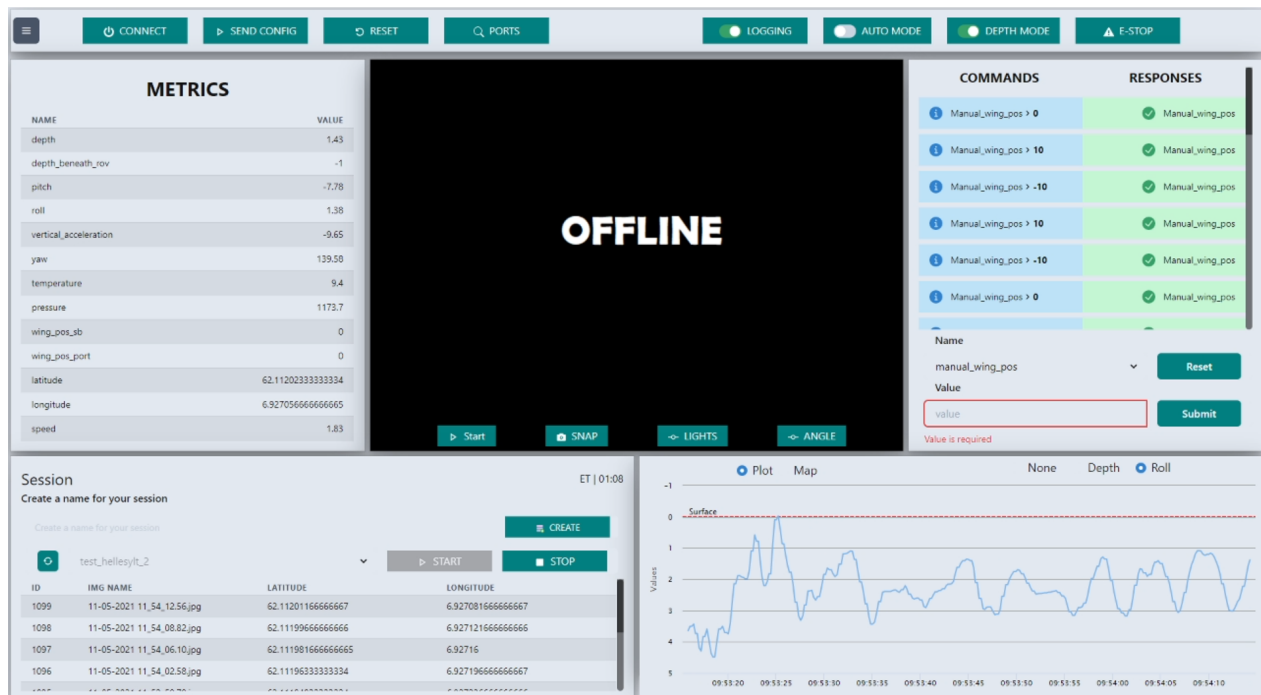 CONNECT SEND CONFIG RESET PORTS LOGGING AUTO MODE DEPTH MODE E-STOP
METRICS
NAME VALUE
depth 1.43
depth_beneath_rov -1
pitch -7.78
roll 1.38
vertical_acceleration -9.65
yaw 139.58
temperature 9.4
pressure 1173.7
wing_pos_sb 0
wing_pos_port 0
latitude 62.11202333333334
longitude 6.927056666666665
speed 1.83
OFFLINE
Start SNAP LIGHTS ANGLE
COMMANDS RESPONSES
Manual_wing_pos > 0 Manual_wing_pos
Manual_wing_pos > 10 Manual_wing_pos
Manual_wing_pos > -10 Manual_wing_pos
Manual_wing_pos > 10 Manual_wing_pos
Manual_wing_pos > -10 Manual_wing_pos
Manual_wing_pos > 0 Manual_wing_pos
Name
manual_wing_pos Reset
Value
value Submit
Value is required
Session ET | 01:08
Create a name for your session
Create a name for your session CREATE
test_hellesylt_2 START STOP
ID IMG NAME LATITUDE LONGITUDE
1099 11-05-2021 11_54_12.56.jpg 62.11201166666667 6.927081666666667
1098 11-05-2021 11_54_08.82.jpg 62.11199666666666 6.927121666666666
1097 11-05-2021 11_54_06.10.jpg 62.111981666666665 6.92716
1096 11-05-2021 11_54_02.58.jpg 62.11196333333334 6.927196666666667
Plot Map None Depth Roll
-1
Surface
0
1
2
3
4
5
Values
09:53:20 09:53:25 09:53:30 09:53:35 09:53:40 09:53:45 09:53:50 09:53:55 09:54:00 09:54:05 09:54:10